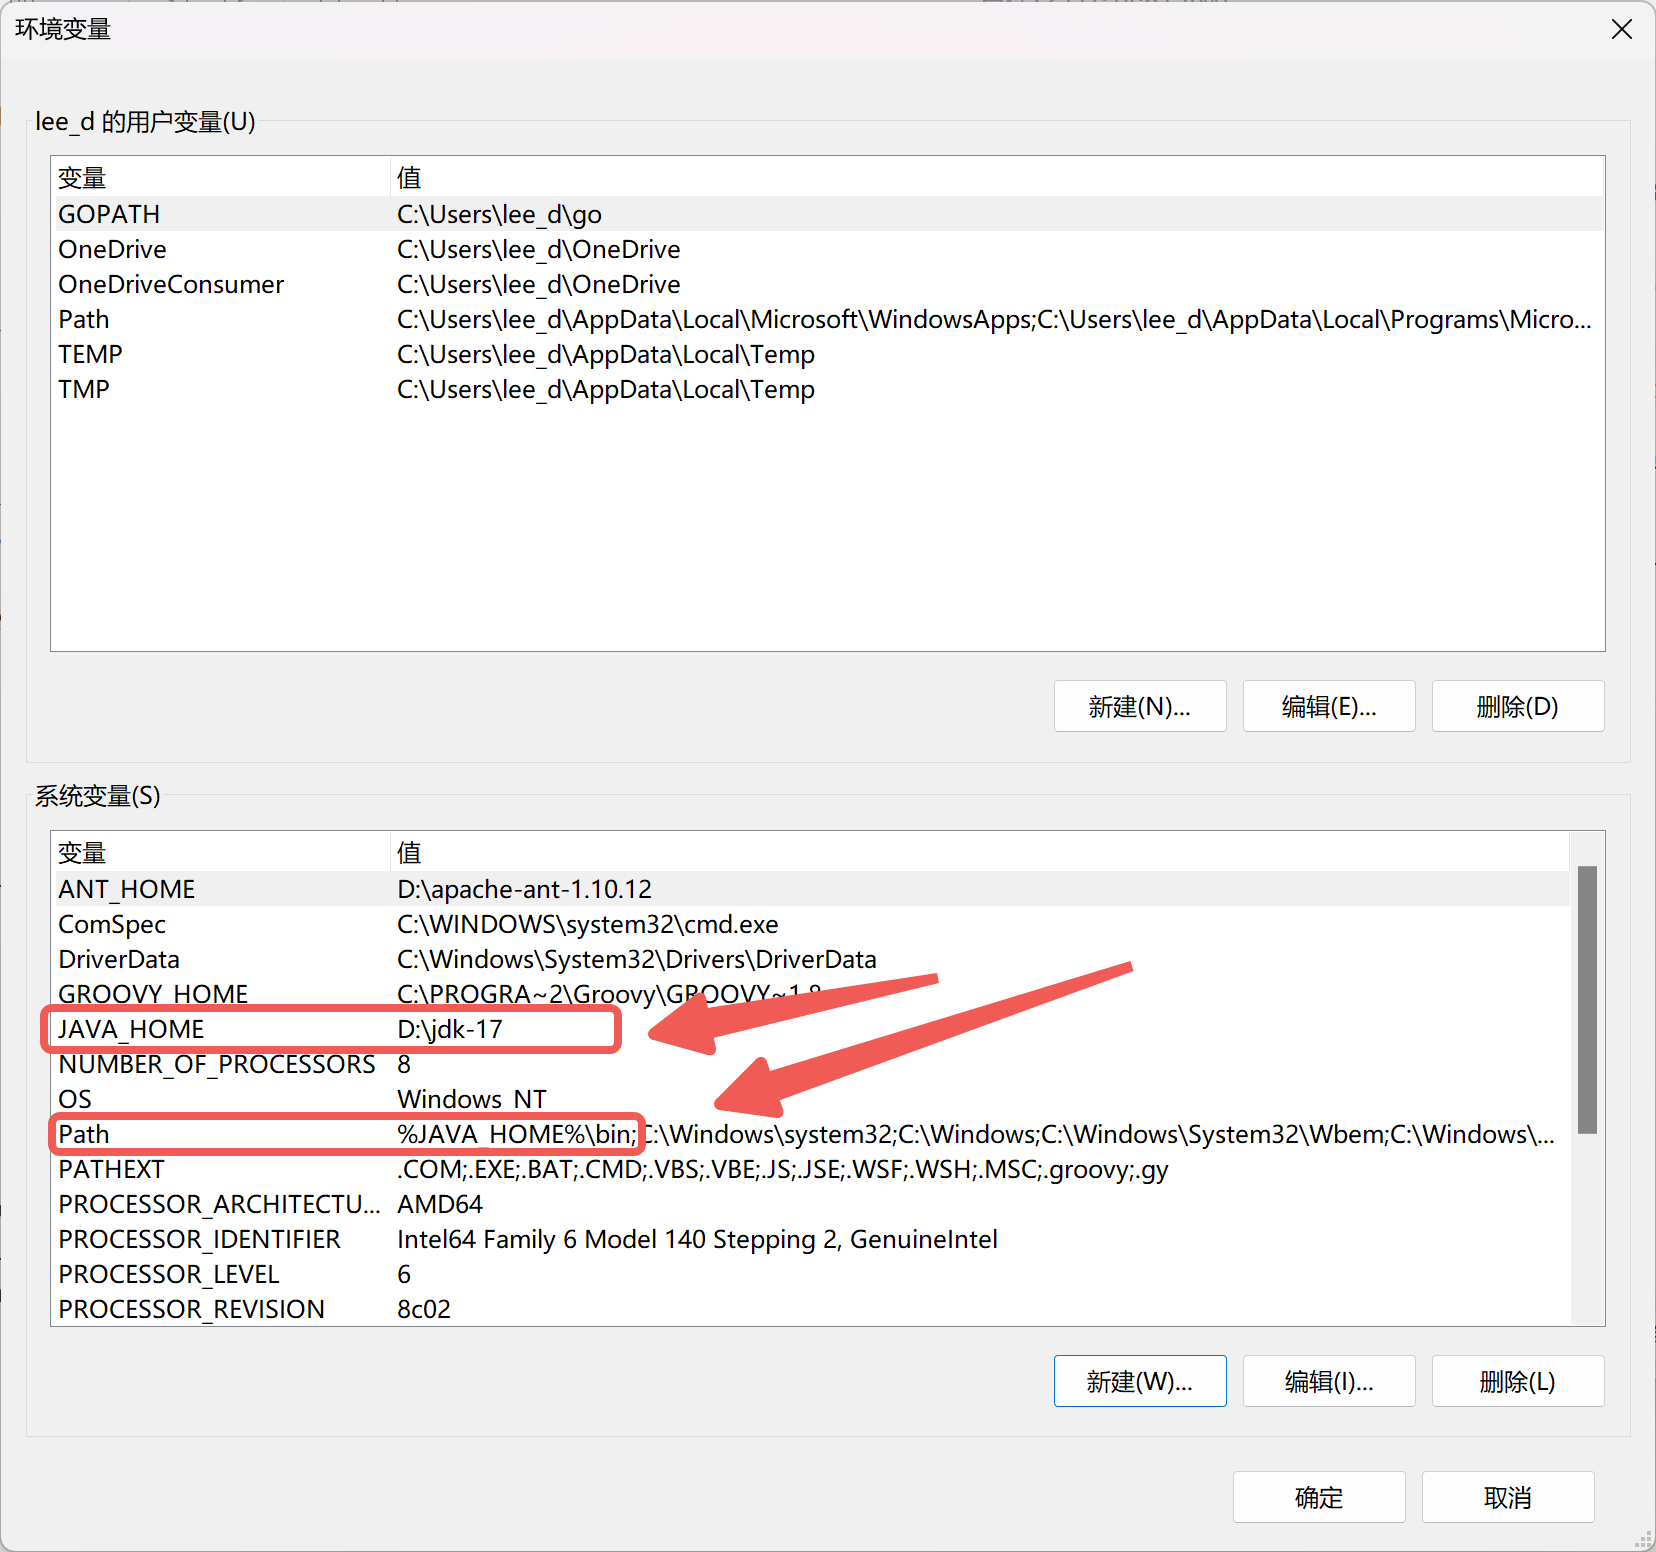 环境变量
lee_d 的用户变量(U)
变量 值
GOPATH C:\Users\lee_d\go
OneDrive C:\Users\lee_d\OneDrive
OneDriveConsumer C:\Users\lee_d\OneDrive
Path C:\Users\lee_d\AppData\Local\Microsoft\WindowsApps;C:\Users\lee_d\AppData\Local\Programs\Micro...
TEMP C:\Users\lee_d\AppData\Local\Temp
TMP C:\Users\lee_d\AppData\Local\Temp
新建(N)... 编辑(E)... 删除(D)
系统变量(S)
变量 值
ANT_HOME D:\apache-ant-1.10.12
ComSpec C:\WINDOWS\system32\cmd.exe
DriverData C:\Windows\System32\Drivers\DriverData
GROOVY_HOME C:\PROGRA~2\Groovy\GROOVY~1.8
JAVA_HOME D:\jdk-17
NUMBER_OF_PROCESSORS 8
OS Windows_NT
Path %JAVA_HOME%\bin;C:\Windows\system32;C:\Windows;C:\Windows\System32\Wbem;C:\Windows\...
PATHEXT .COM;.EXE;.BAT;.CMD;.VBS;.VBE;.JS;.JSE;.WSF;.WSH;.MSC;.groovy;.gy
PROCESSOR_ARCHITECTU... AMD64
PROCESSOR_IDENTIFIER Intel64 Family 6 Model 140 Stepping 2, GenuineIntel
PROCESSOR_LEVEL 6
PROCESSOR_REVISION 8c02
新建(W)... 编辑(I)... 删除(L)
确定 取消